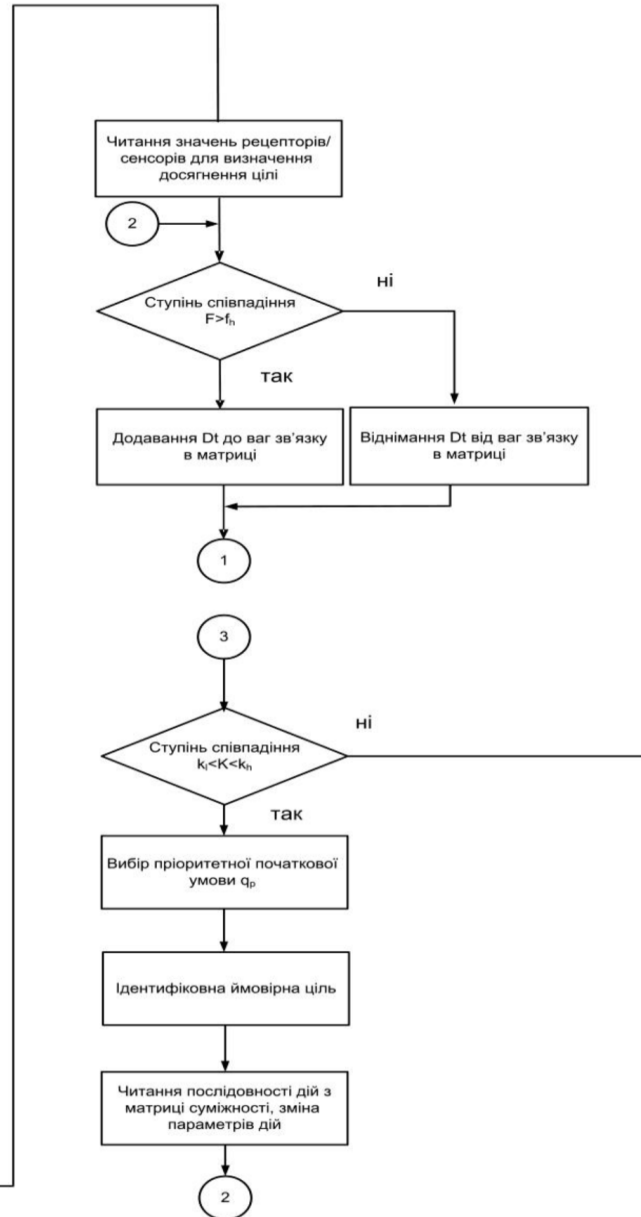 Читання значень рецепторів/
сенсорів для визначення
досягнення цілі
2
Ступінь співпадіння
F>fₕ
ні
так
Додавання Dt до ваг зв’язку
в матриці
Віднімання Dt від ваг зв’язку
в матриці
1
3
Ступінь співпадіння
kₗ<K<kₕ
ні
так
Вибір пріоритетної початкової
умови qₚ
Ідентифіковна ймовірна ціль
Читання послідовності дій з
матриці суміжності, зміна
параметрів дій
2